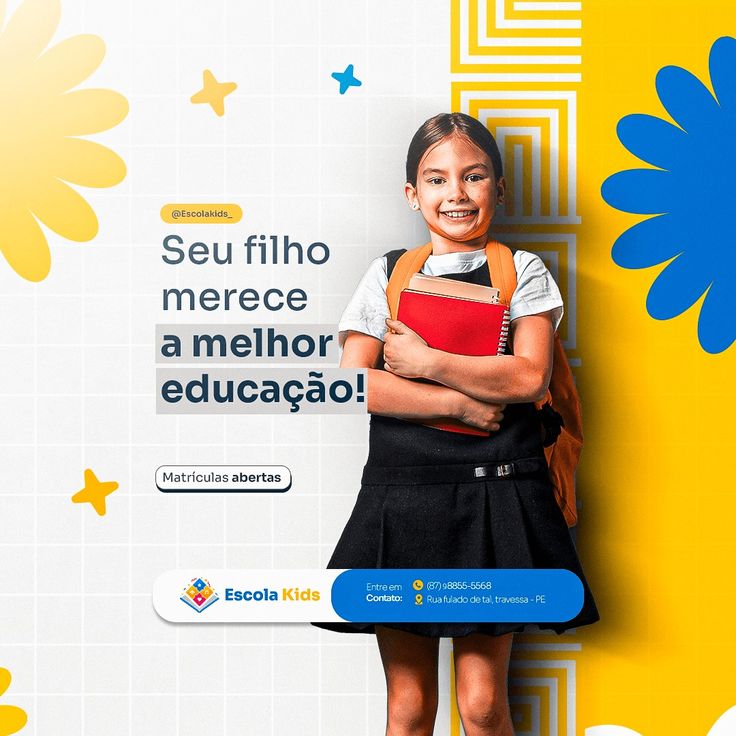 @Escolakids_
Seu filho
merece
a melhor
educação!
Matrículas abertas
Escola Kids
Entre em
Contato:
(87) 98855-5568
Rua fulado de tal, travessa - PE